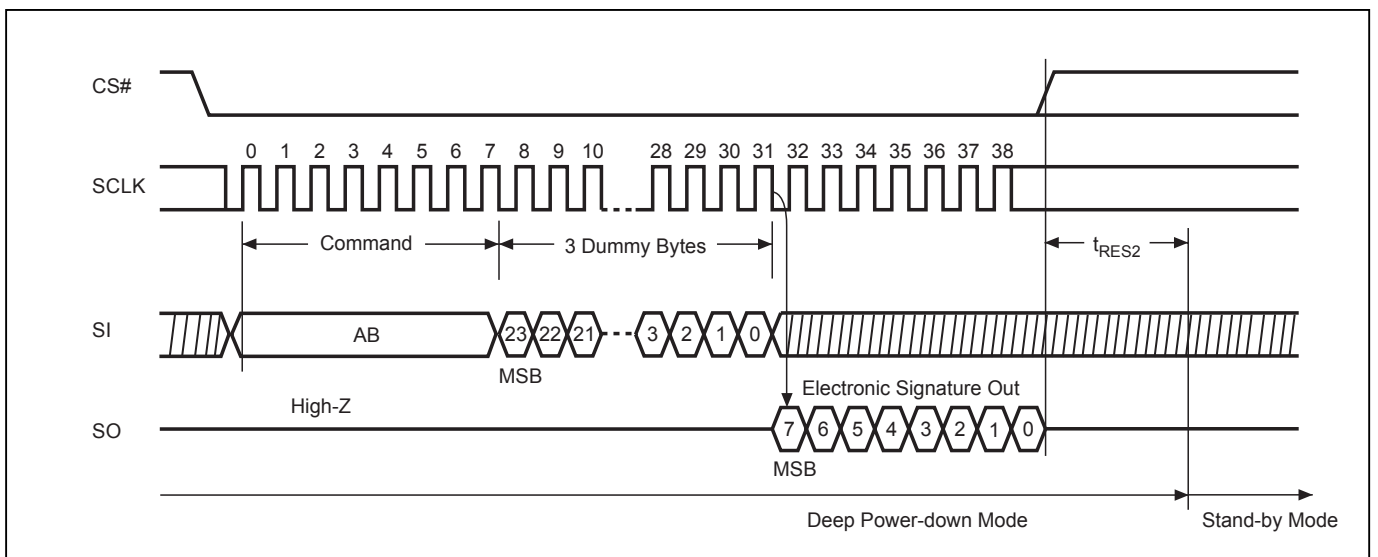 CS#
0 1 2 3 4 5 6 7 8 9 10 28 29 30 31 32 33 34 35 36 37 38
SCLK
Command 3 Dummy Bytes tRES2
SI AB 23 22 21 3 2 1 0
MSB
Electronic Signature Out
High-Z
SO 7 6 5 4 3 2 1 0
MSB
Deep Power-down Mode Stand-by Mode